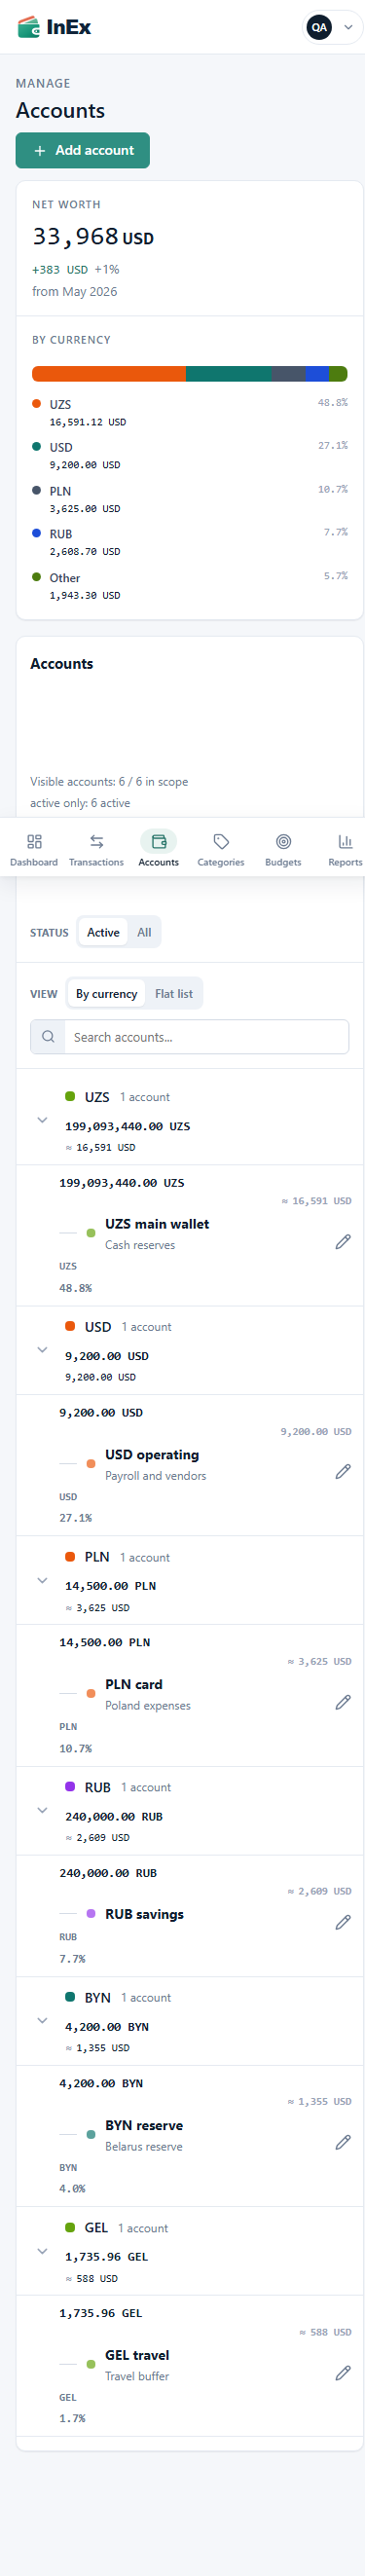 InEx
QA
MANAGE
Accounts
+ Add account
NET WORTH
33,968 USD
+383 USD +1%
from May 2026
BY CURRENCY
UZS 48.8%
16,591.12 USD
USD 27.1%
9,200.00 USD
PLN 10.7%
3,625.00 USD
RUB 7.7%
2,608.70 USD
Other 5.7%
1,943.30 USD
Accounts
Visible accounts: 6 / 6 in scope
active only: 6 active
Dashboard Transactions Accounts Categories Budgets Reports
STATUS Active All
VIEW By currency Flat list
Search accounts...
UZS 1 account
199,093,440.00 UZS
≈ 16,591 USD
199,093,440.00 UZS
≈ 16,591 USD
UZS main wallet
Cash reserves
UZS
48.8%
USD 1 account
9,200.00 USD
9,200.00 USD
9,200.00 USD
9,200.00 USD
USD operating
Payroll and vendors
USD
27.1%
PLN 1 account
14,500.00 PLN
≈ 3,625 USD
14,500.00 PLN
≈ 3,625 USD
PLN card
Poland expenses
PLN
10.7%
RUB 1 account
240,000.00 RUB
≈ 2,609 USD
240,000.00 RUB
≈ 2,609 USD
RUB savings
RUB
7.7%
BYN 1 account
4,200.00 BYN
≈ 1,355 USD
4,200.00 BYN
≈ 1,355 USD
BYN reserve
Belarus reserve
BYN
4.0%
GEL 1 account
1,735.96 GEL
≈ 588 USD
1,735.96 GEL
≈ 588 USD
GEL travel
Travel buffer
GEL
1.7%